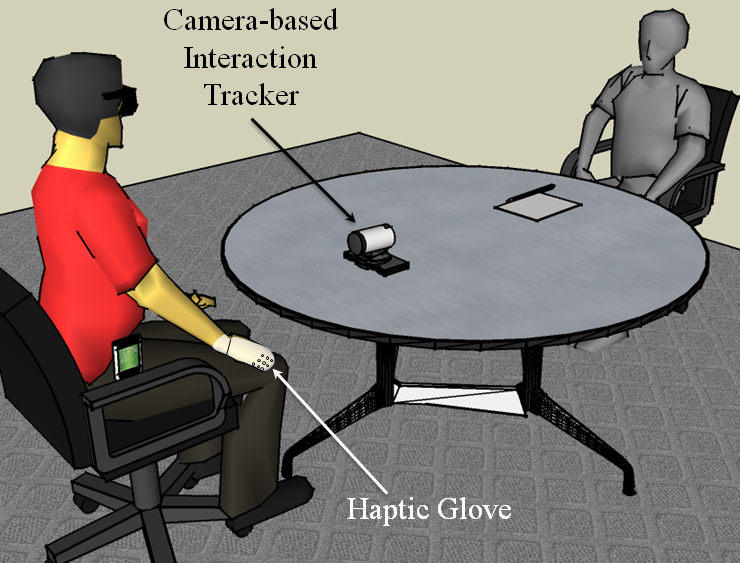 Camera-based
Interaction
Tracker
Haptic Glove